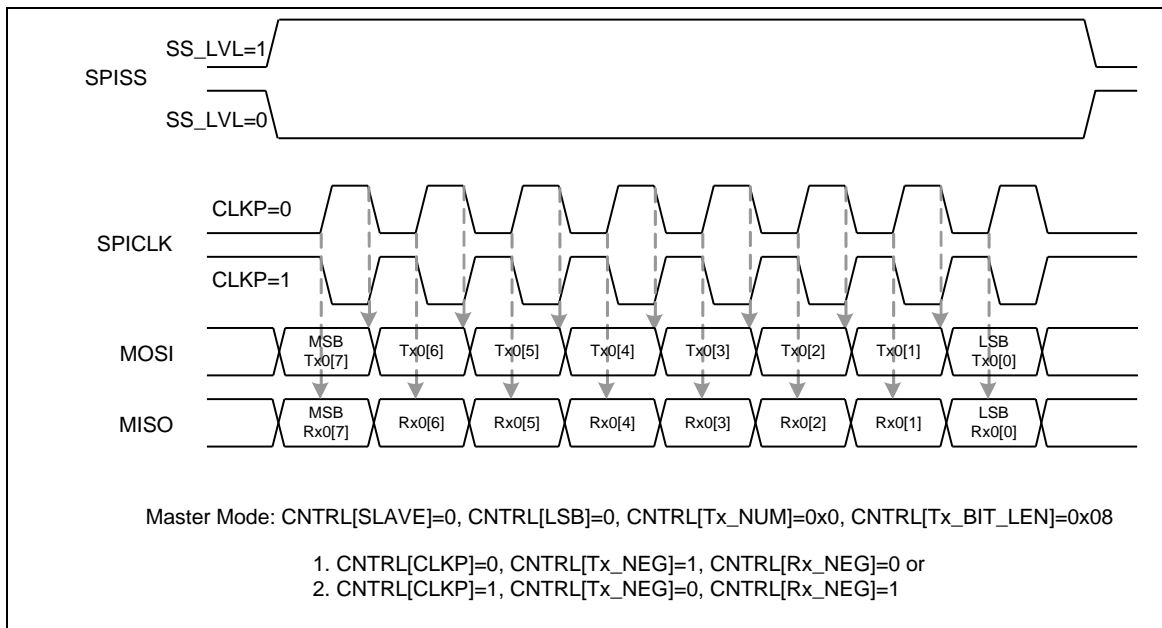 SS_LVL=1
SPISS
SS_LVL=0
CLKP=0
SPICLK
CLKP=1
MOSI
MSB
Tx0[7]
Tx0[6]
Tx0[5]
Tx0[4]
Tx0[3]
Tx0[2]
Tx0[1]
LSB
Tx0[0]
MISO
MSB
Rx0[7]
Rx0[6]
Rx0[5]
Rx0[4]
Rx0[3]
Rx0[2]
Rx0[1]
LSB
Rx0[0]
Master Mode: CNTRL[SLAVE]=0, CNTRL[LSB]=0, CNTRL[Tx_NUM]=0x0, CNTRL[Tx_BIT_LEN]=0x08
1. CNTRL[CLKP]=0, CNTRL[Tx_NEG]=1, CNTRL[Rx_NEG]=0 or
2. CNTRL[CLKP]=1, CNTRL[Tx_NEG]=0, CNTRL[Rx_NEG]=1